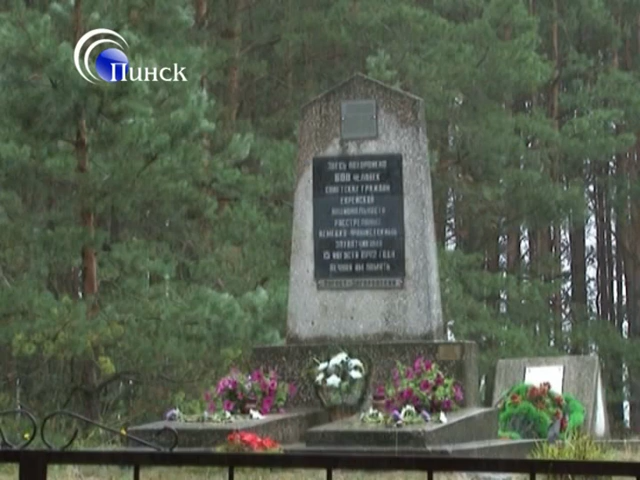 Пинск
ЗДЕСЬ ПОХОРОНЕНО
600 ЧЕЛОВЕК
СОВЕТСКИХ ГРАЖДАН
ЕВРЕЙСКОЙ
НАЦИОНАЛЬНОСТИ
РАССТРЕЛЯННЫХ
НЕМЕЦКО-ФАШИСТСКИМИ
ЗАХВАТЧИКАМИ
15 АВГУСТА 1942 ГОДА
ВЕЧНАЯ ИМ ПАМЯТЬ